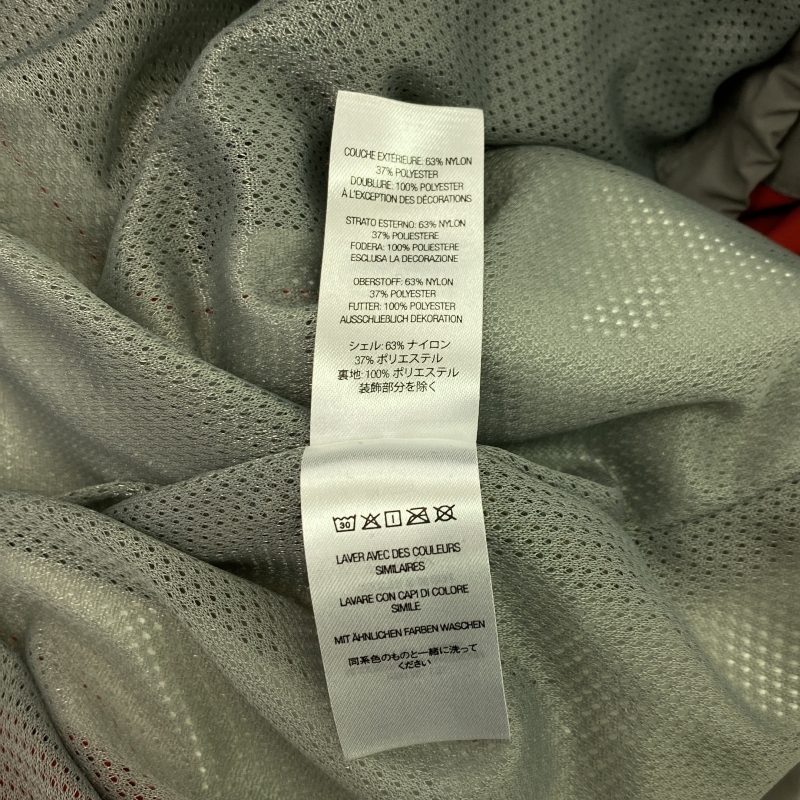 COUCHE EXTÉRIEURE: 63% NYLON
37% POLYESTER
DOUBLURE: 100% POLYESTER
À L'EXCEPTION DES DÉCORATIONS
STRATO ESTERNO: 63% NYLON
37% POLIESTERE
FODERA: 100% POLIESTERE
ESCLUSA LA DECORAZIONE
OBERSTOFF: 63% NYLON
37% POLYESTER
FUTTER: 100% POLYESTER
AUSSCHLIEßLICH DEKORATION
シェル: 63% ナイロン
37% ポリエステル
裏地: 100% ポリエステル
装飾部分を除く
30
LAVER AVEC DES COULEURS
SIMILAIRES
LAVARE CON CAPI DI COLORE
SIMILE
MIT ÄHNLICHEN FARBEN WASCHEN
同系色のものと一緒に洗って
ください